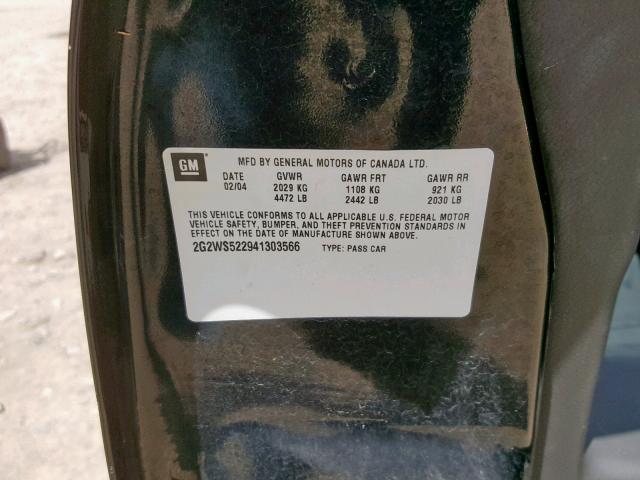 GM MFD BY GENERAL MOTORS OF CANADA LTD.
DATE GVWR GAWR FRT GAWR RR
02/04 2029 KG 1108 KG 921 KG
4472 LB 2442 LB 2030 LB
THIS VEHICLE CONFORMS TO ALL APPLICABLE U.S. FEDERAL MOTOR
VEHICLE SAFETY, BUMPER, AND THEFT PREVENTION STANDARDS IN
EFFECT ON THE DATE OF MANUFACTURE SHOWN ABOVE.
2G2WS522941303566 TYPE: PASS CAR